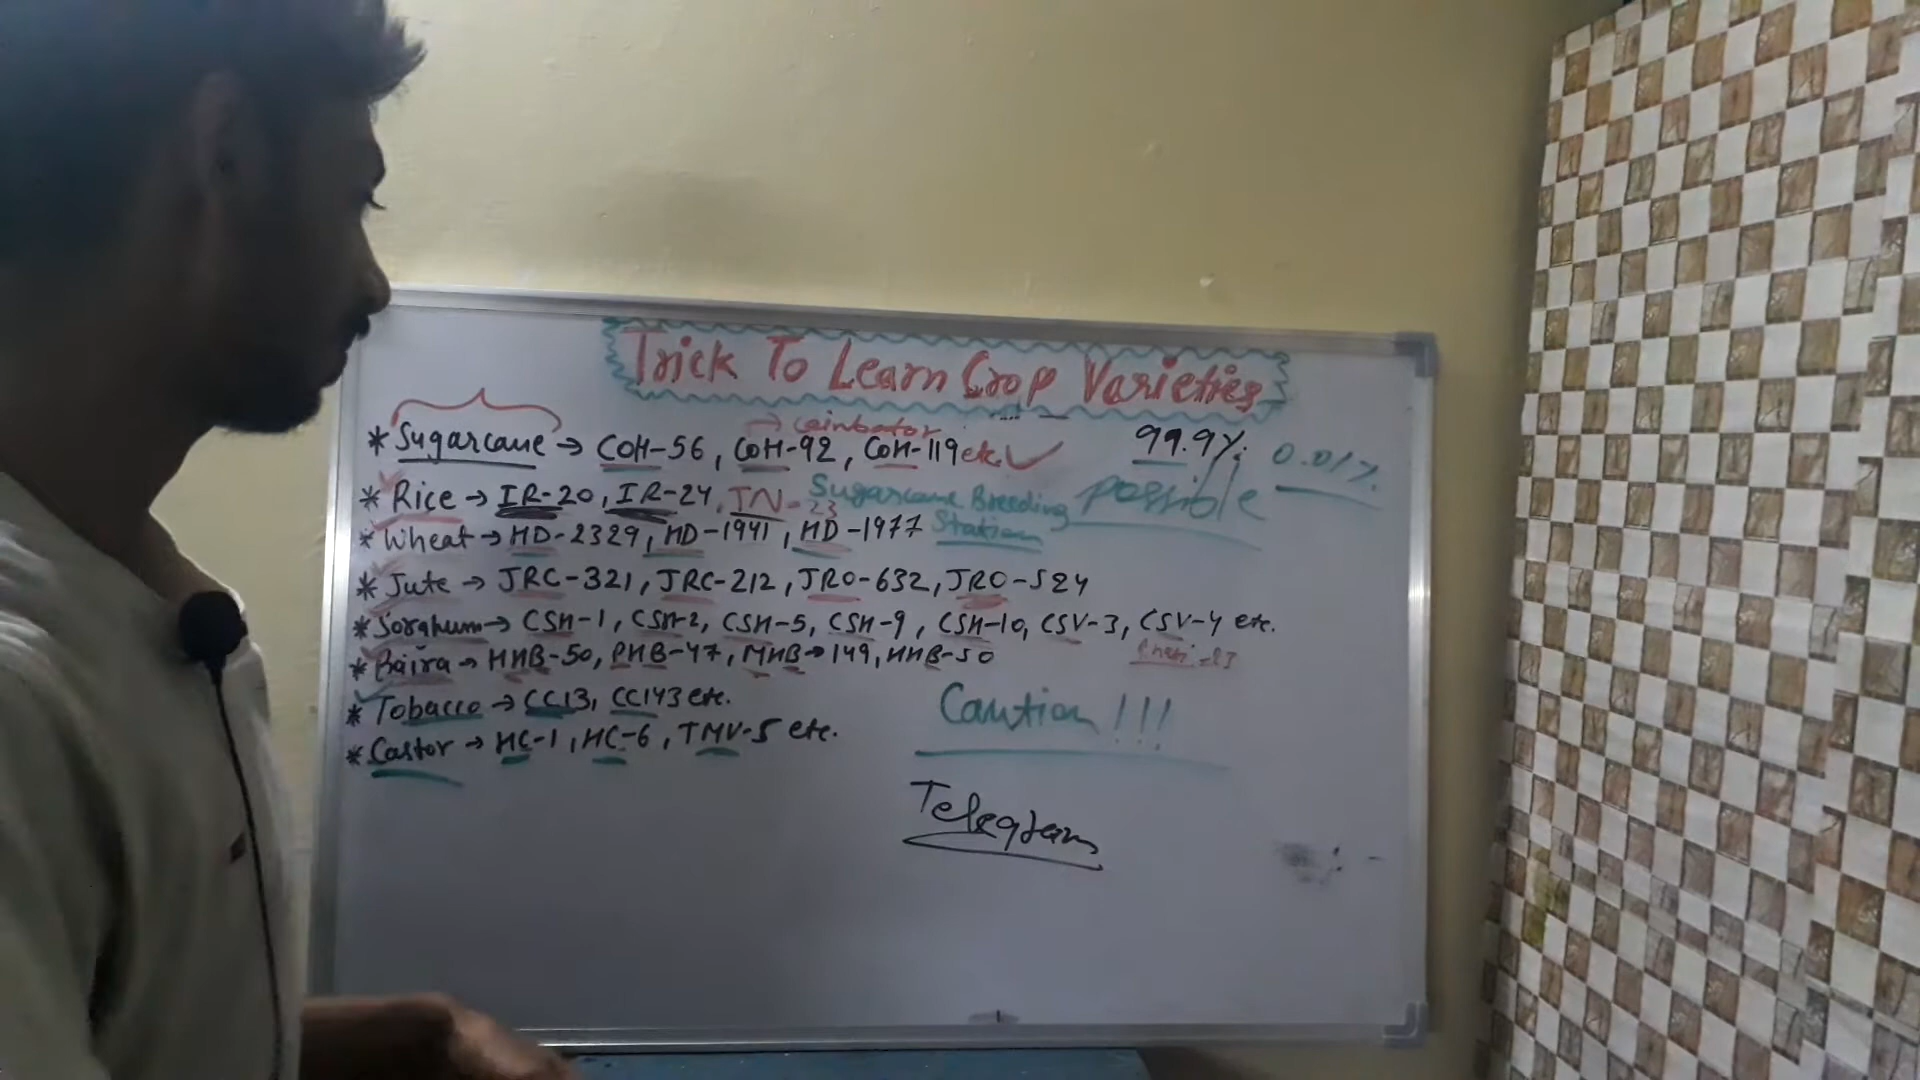 Trick To Learn Crop Varieties
→ coinbator
* Sugarcane → COH-56, COH-92, COH-119 etc. ✓
99.9%
0.01%
* Rice → IR-20, IR-24, TN-23
Sugarcane Breeding Station
possible
* Wheat → HD-2329, HD-1941, HD-1977
* Jute → JRC-321, JRC-212, JRO-632, JRO-524
* Sorghum → CSH-1, CSH-2, CSH-5, CSH-9, CSH-10, CSV-3, CSV-4 etc.
* Bajra → HHB-50, PHB-47, MHB→149, HHB-50
* Tobacco → CC13, CC143 etc.
* Castor → HC-1, HC-6, TMV-5 etc.
Caution !!!
Telegram